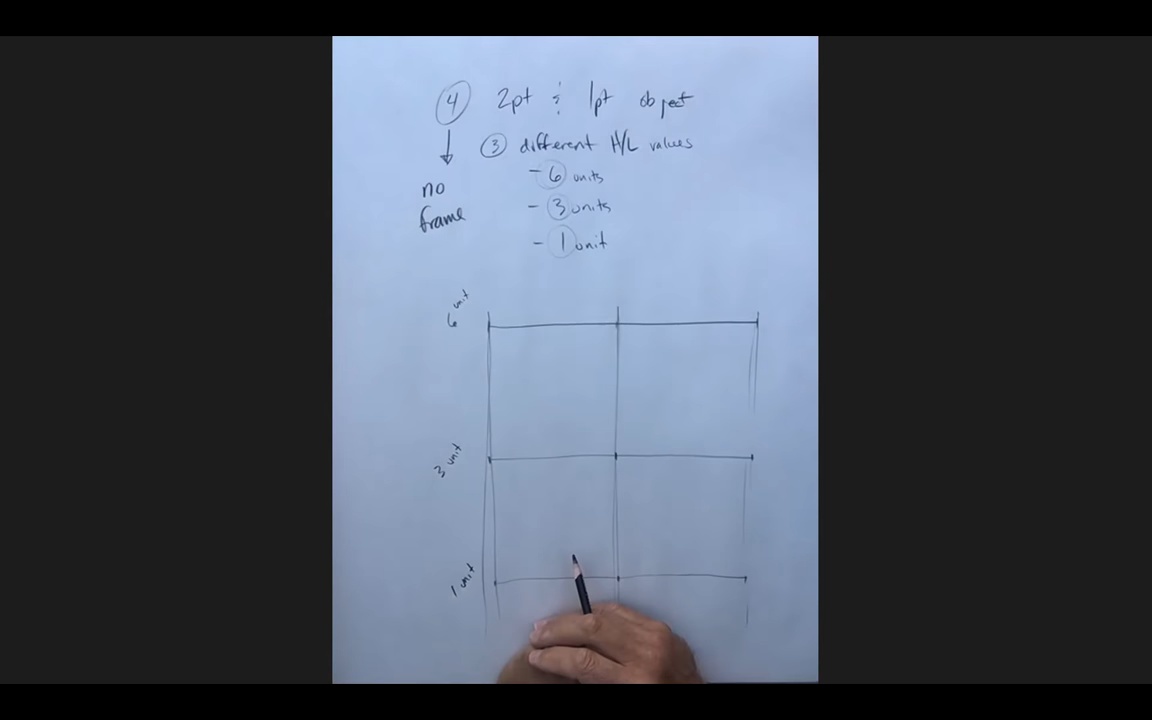 4 2pt & 1pt object
3 different H/L values
no
frame
- 6 units
- 3 units
- 1 unit
6 unit
3 unit
1 unit